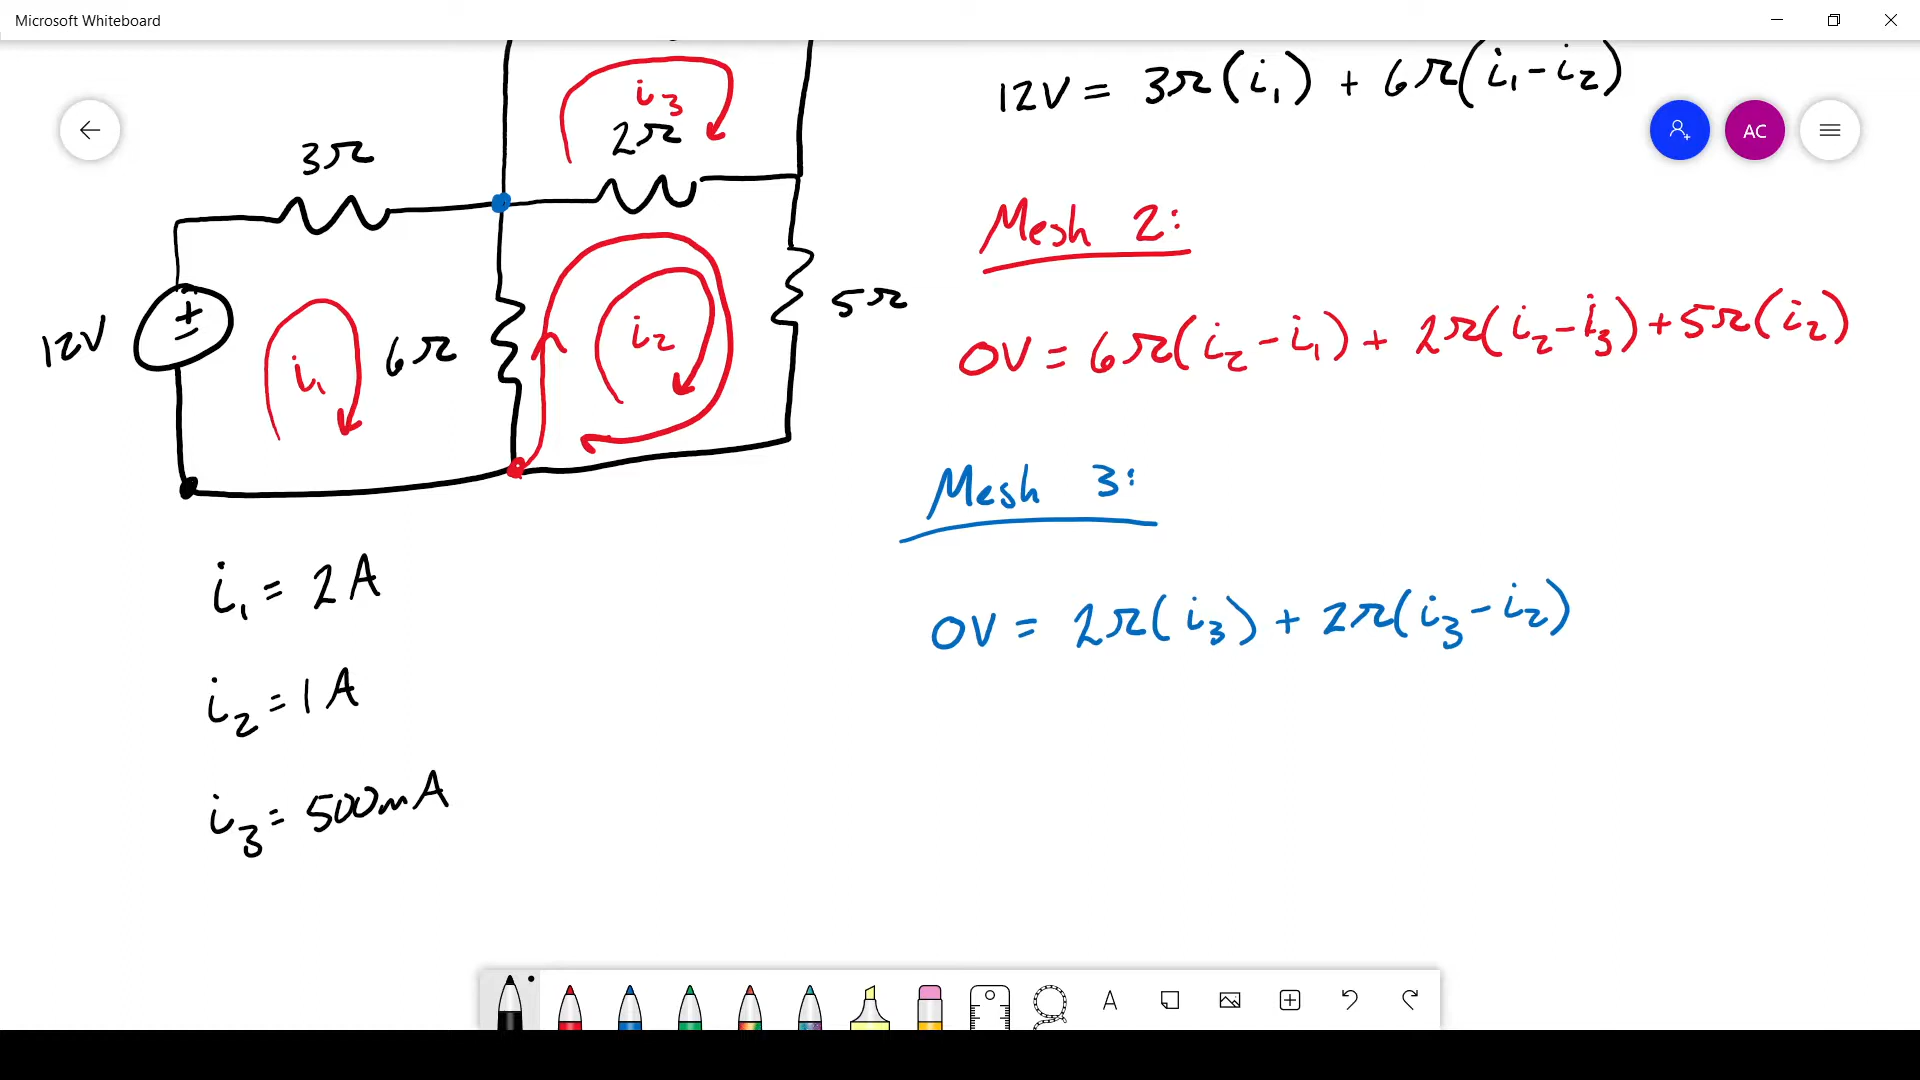 Microsoft Whiteboard
12V = 3Ω(i₁) + 6Ω(i₁-i₂)
AC
i₃
2Ω
3Ω
Mesh 2:
12V
+
-
i₁
6Ω
i₂
5Ω
0V = 6Ω(i₂-i₁) + 2Ω(i₂-i₃) + 5Ω(i₂)
Mesh 3:
0V = 2Ω(i₃) + 2Ω(i₃-i₂)
i₁ = 2A
i₂ = 1A
i₃ = 500mA
A